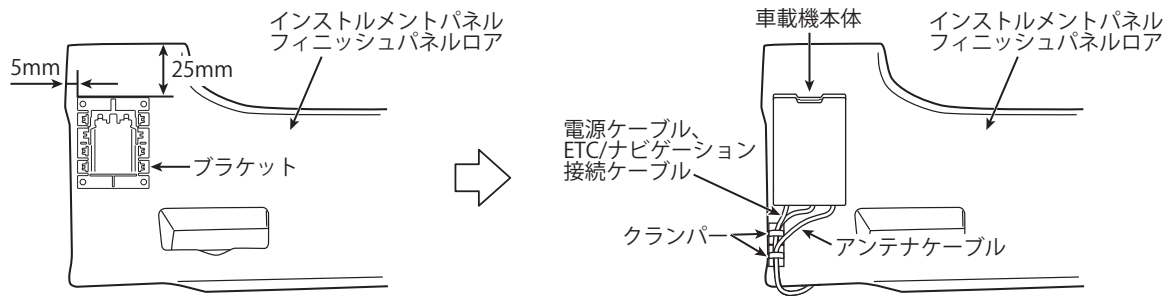 インストルメントパネル
フィニッシュパネルロア
5mm
25mm
ブラケット
車載機本体
インストルメントパネル
フィニッシュパネルロア
電源ケーブル、
ETC/ナビゲーション
接続ケーブル
クランパー
アンテナケーブル